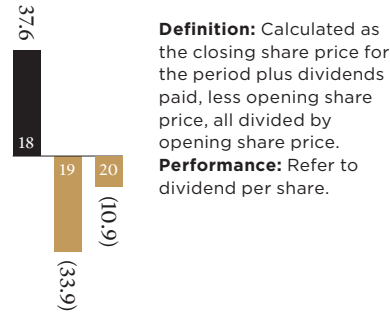 37.6
18
19
20
(33.9)
(10.9)
Definition: Calculated as
the closing share price for
the period plus dividends
paid, less opening share
price, all divided by
opening share price.
Performance: Refer to
dividend per share.